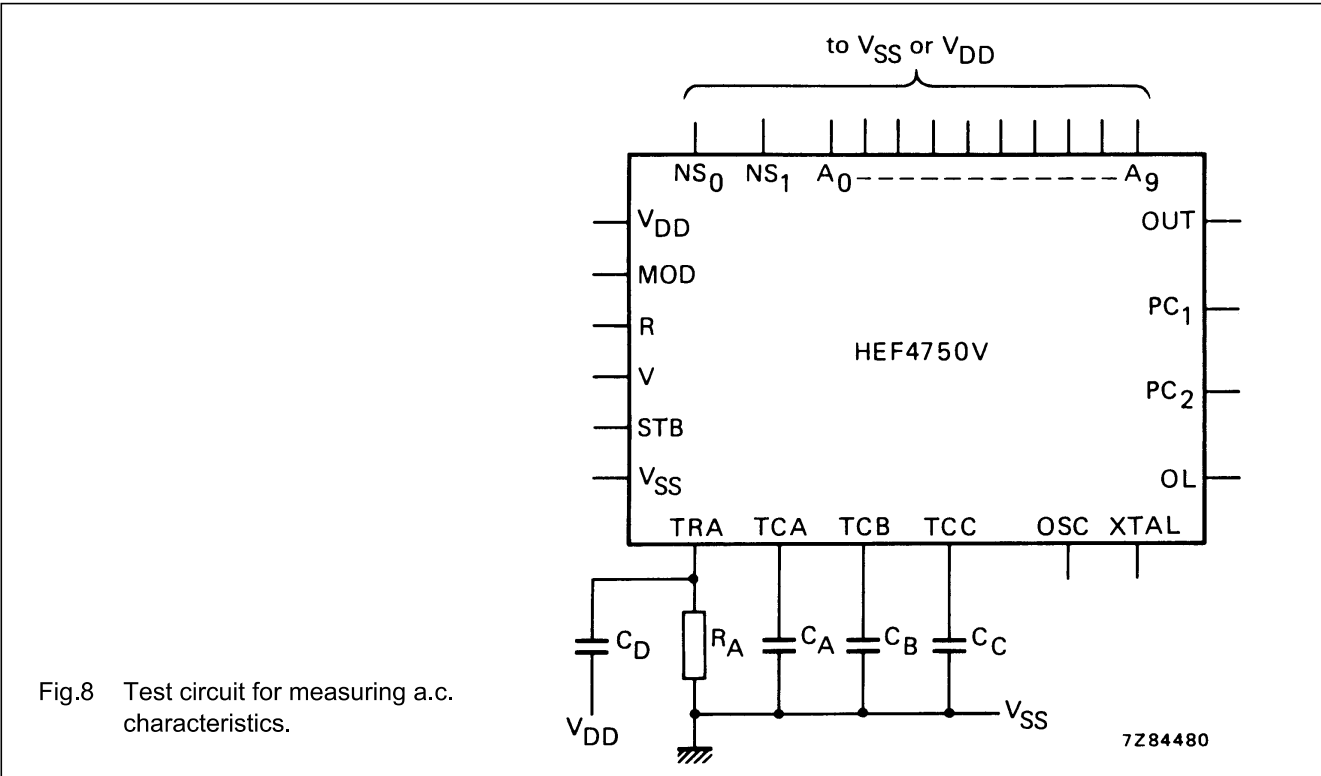 to VSS or VDD
NS0 NS1 A0 A9
VDD
OUT
MOD
PC1
R
HEF4750V
V
PC2
STB
VSS
OL
TRA TCA TCB TCC OSC XTAL
CD
RA
CA
CB
CC
Fig.8 Test circuit for measuring a.c.
characteristics.
VDD
VSS
7Z84480